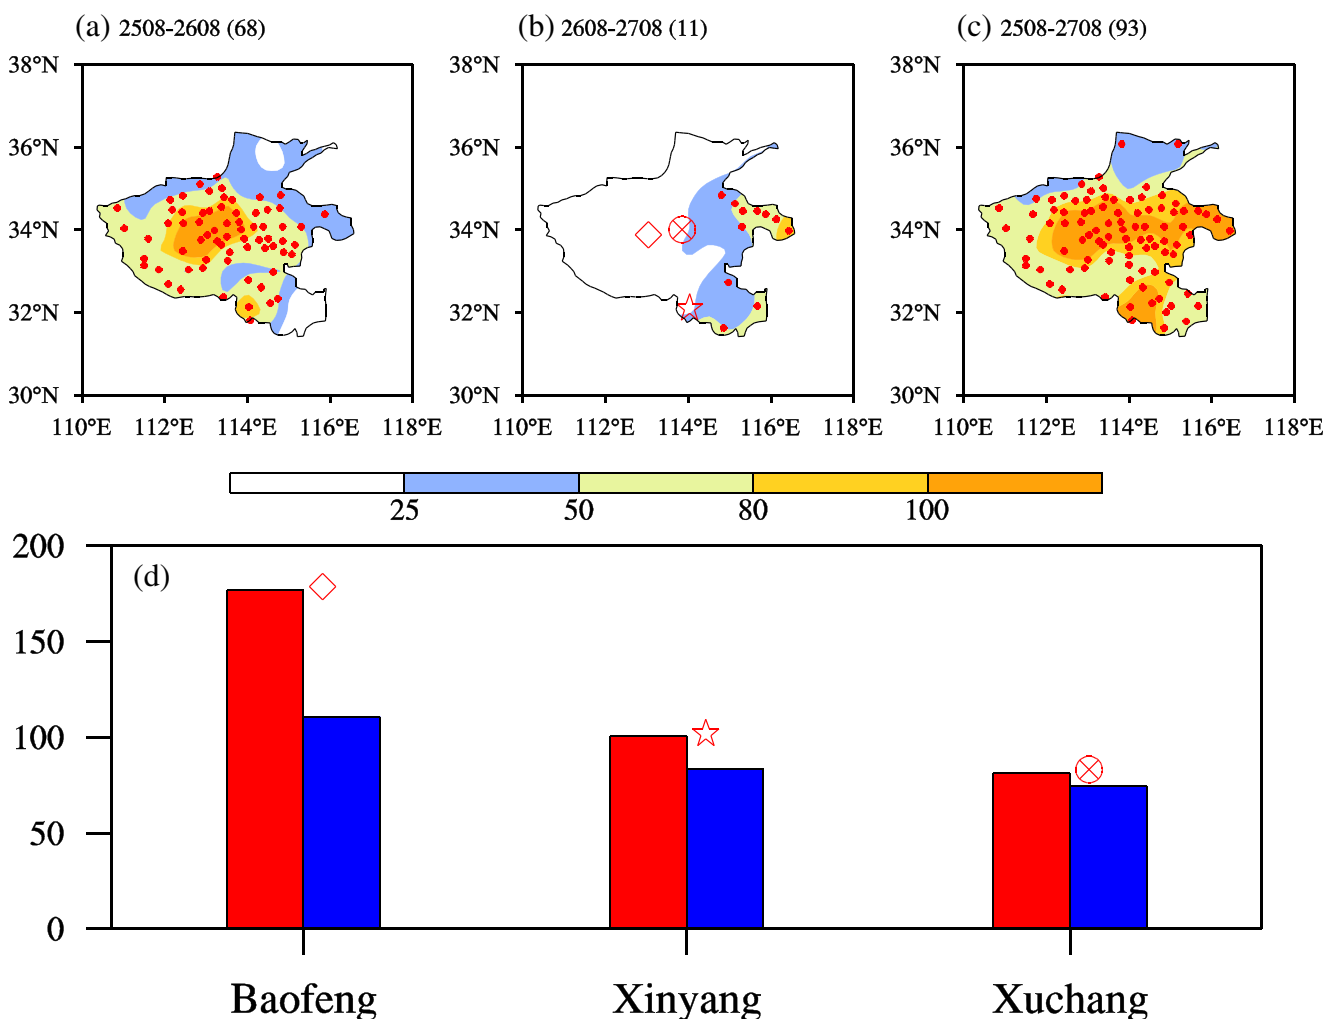 (a) 2508-2608 (68)
(b) 2608-2708 (11)
(c) 2508-2708 (93)
38°N
36°N
34°N
32°N
30°N
110°E 112°E 114°E 116°E 118°E
38°N
36°N
34°N
32°N
30°N
110°E 112°E 114°E 116°E 118°E
38°N
36°N
34°N
32°N
30°N
110°E 112°E 114°E 116°E 118°E
25 50 80 100
(d)
200
150
100
50
0
Baofeng Xinyang Xuchang